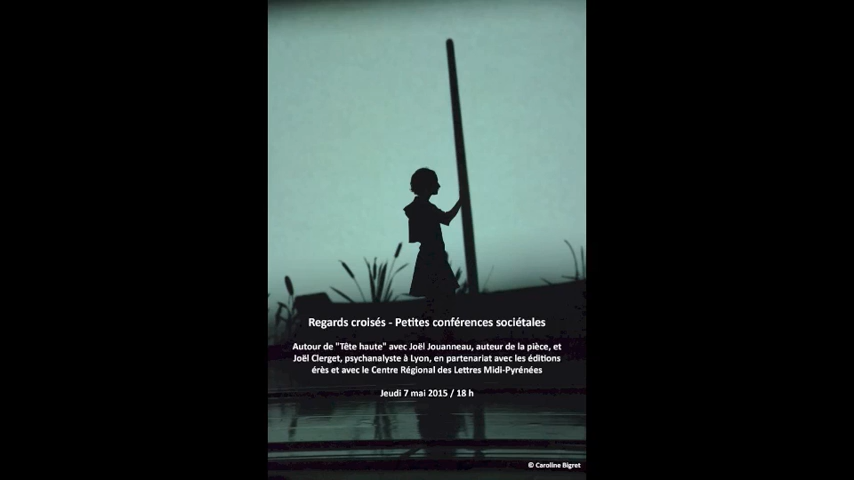 Regards croisés - Petites conférences sociétales
Autour de "Tête haute" avec Joël Jouanneau, auteur de la pièce, et
Joël Clerget, psychanalyste à Lyon, en partenariat avec les éditions
érès et avec le Centre Régional des Lettres Midi-Pyrénées
Jeudi 7 mai 2015 / 18 h
© Caroline Bigret